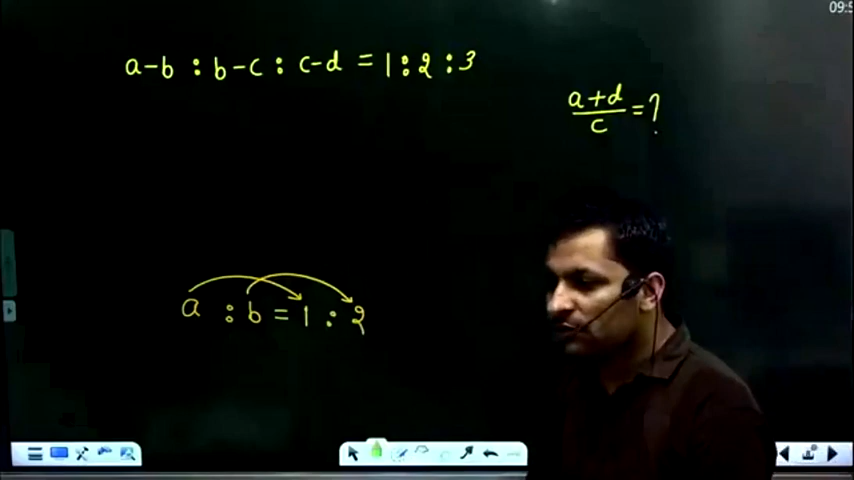 09:5
a-b : b-c : c-d = 1:2:3
a+d/c = ?
a : b = 1 : 2